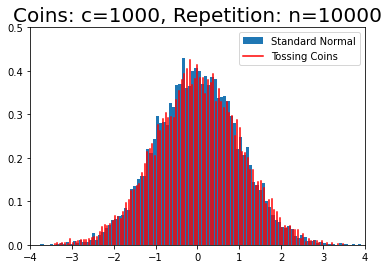 Coins: c=1000, Repetition: n=10000
0.5
0.4
0.3
0.2
0.1
0.0
Standard Normal
Tossing Coins
−4 −3 −2 −1 0 1 2 3 4